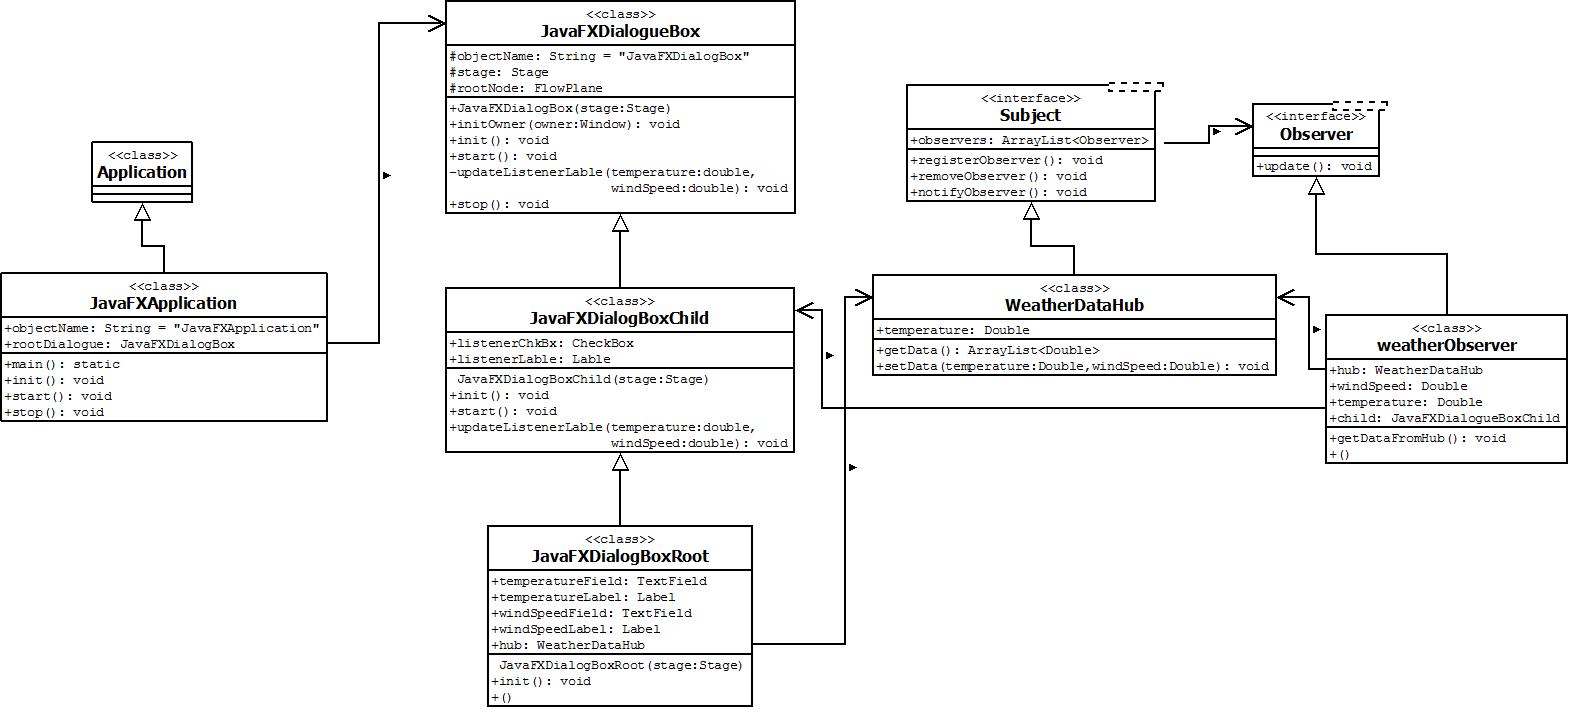 <<class>>
JavaFXDialogueBox
#objectName: String = "JavaFXDialogBox"
#stage: Stage
#rootNode: FlowPlane
+JavaFXDialogBox(stage:Stage)
+initOwner(owner:Window): void
+init(): void
+start(): void
-updateListenerLable(temperature:double,
windSpeed:double): void
+stop(): void
<<interface>>
Subject
+observers: ArrayList<Observer>
+registerObserver(): void
+removeObserver(): void
+notifyObserver(): void
<<interface>>
Observer
+update(): void
<<class>>
Application
<<class>>
JavaFXApplication
+objectName: String = "JavaFXApplication"
+rootDialogue: JavaFXDialogBox
+main(): static
+init(): void
+start(): void
+stop(): void
<<class>>
JavaFXDialogBoxChild
+listenerChkBx: CheckBox
+listenerLable: Lable
JavaFXDialogBoxChild(stage:Stage)
+init(): void
+start(): void
+updateListenerLable(temperature:double,
windSpeed:double): void
<<class>>
WeatherDataHub
+temperature: Double
+getData(): ArrayList<Double>
+setData(temperature:Double,windSpeed:Double): void
<<class>>
weatherObserver
+hub: WeatherDataHub
+windSpeed: Double
+temperature: Double
+child: JavaFXDialogueBoxChild
+getDataFromHub(): void
+()
<<class>>
JavaFXDialogBoxRoot
+temperatureField: TextField
+temperatureLabel: Label
+windSpeedField: TextField
+windSpeedLabel: Label
+hub: WeatherDataHub
JavaFXDialogBoxRoot(stage:Stage)
+init(): void
+()